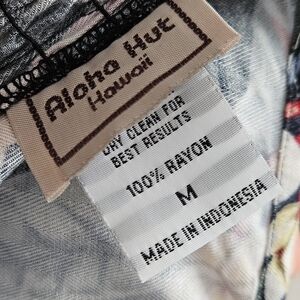 Aloha Hut
Hawaii
DRY CLEAN FOR
BEST RESULTS
100% RAYON
M
MADE IN INDONESIA